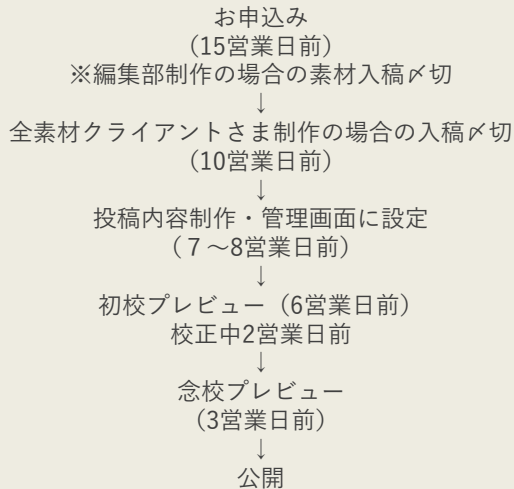 お申込み
（15営業日前）
※編集部制作の場合の素材入稿〆切
↓
全素材クライアントさま制作の場合の入稿〆切
（10営業日前）
↓
投稿内容制作・管理画面に設定
（７～8営業日前）
↓
初校プレビュー（6営業日前）
校正中2営業日前
↓
念校プレビュー
（3営業日前）
↓
公開